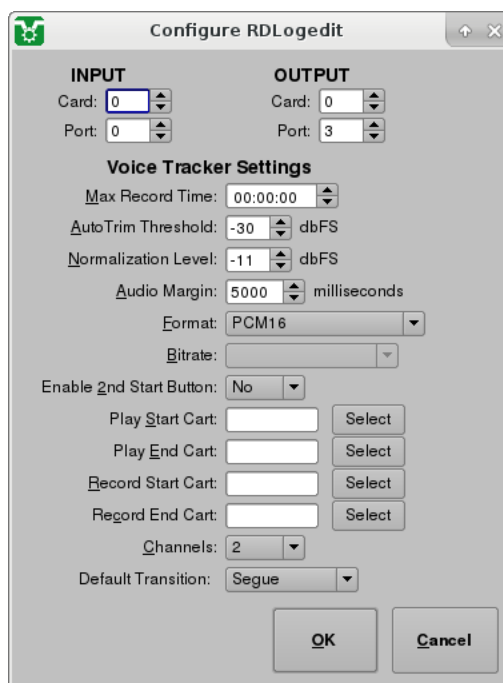 Configure RDLogedit
INPUT OUTPUT
Card: 0 Card: 0
Port: 0 Port: 3
Voice Tracker Settings
Max Record Time: 00:00:00
AutoTrim Threshold: -30 dbFS
Normalization Level: -11 dbFS
Audio Margin: 5000 milliseconds
Format: PCM16
Bitrate:
Enable 2nd Start Button: No
Play Start Cart: Select
Play End Cart: Select
Record Start Cart: Select
Record End Cart: Select
Channels: 2
Default Transition: Segue
OK Cancel